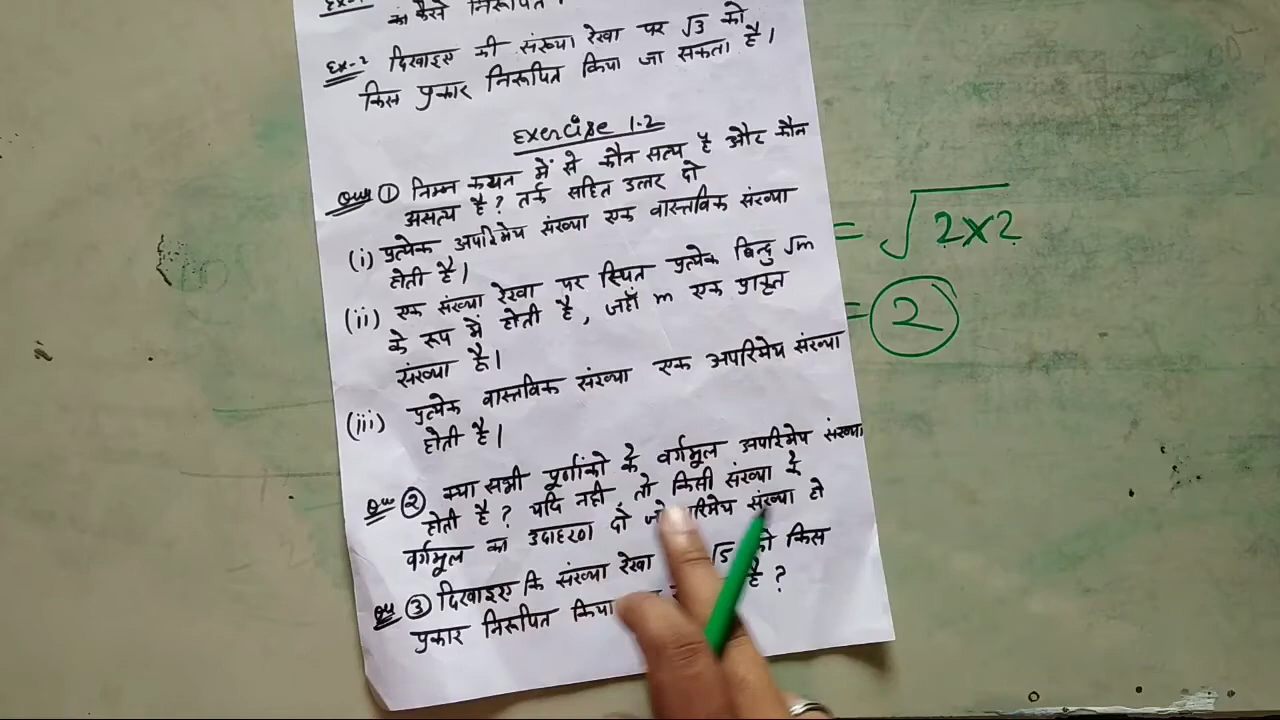 का कैसे निरूपित
Ex-2 दिखाइए की संख्या रेखा पर √3 को
किस प्रकार निरूपित किया जा सकता है।
Exercise 1.2
Que ① निम्न कथन में से कौन सत्य है और कौन
असत्य है? तर्क सहित उत्तर दो
(i) प्रत्येक अपरिमेय संख्या एक वास्तविक संख्या
होती है।
(ii) एक संख्या रेखा पर स्थित प्रत्येक बिन्दु √m
के रूप में होती है, जहाँ m एक प्राकृत
संख्या है।
(iii) प्रत्येक वास्तविक संख्या एक अपरिमेय संख्या
होती है।
Que ② क्या सभी पूर्णांको के वर्गमूल अपरिमेय संख्या
होती है? यदि नही तो किसी संख्या के
वर्गमूल का उदाहरण दो संख्या हो
Que ③ दिखाइए कि संख्या रेखा √5 को किस
प्रकार निरूपित किया है?
= √2×2
= 2